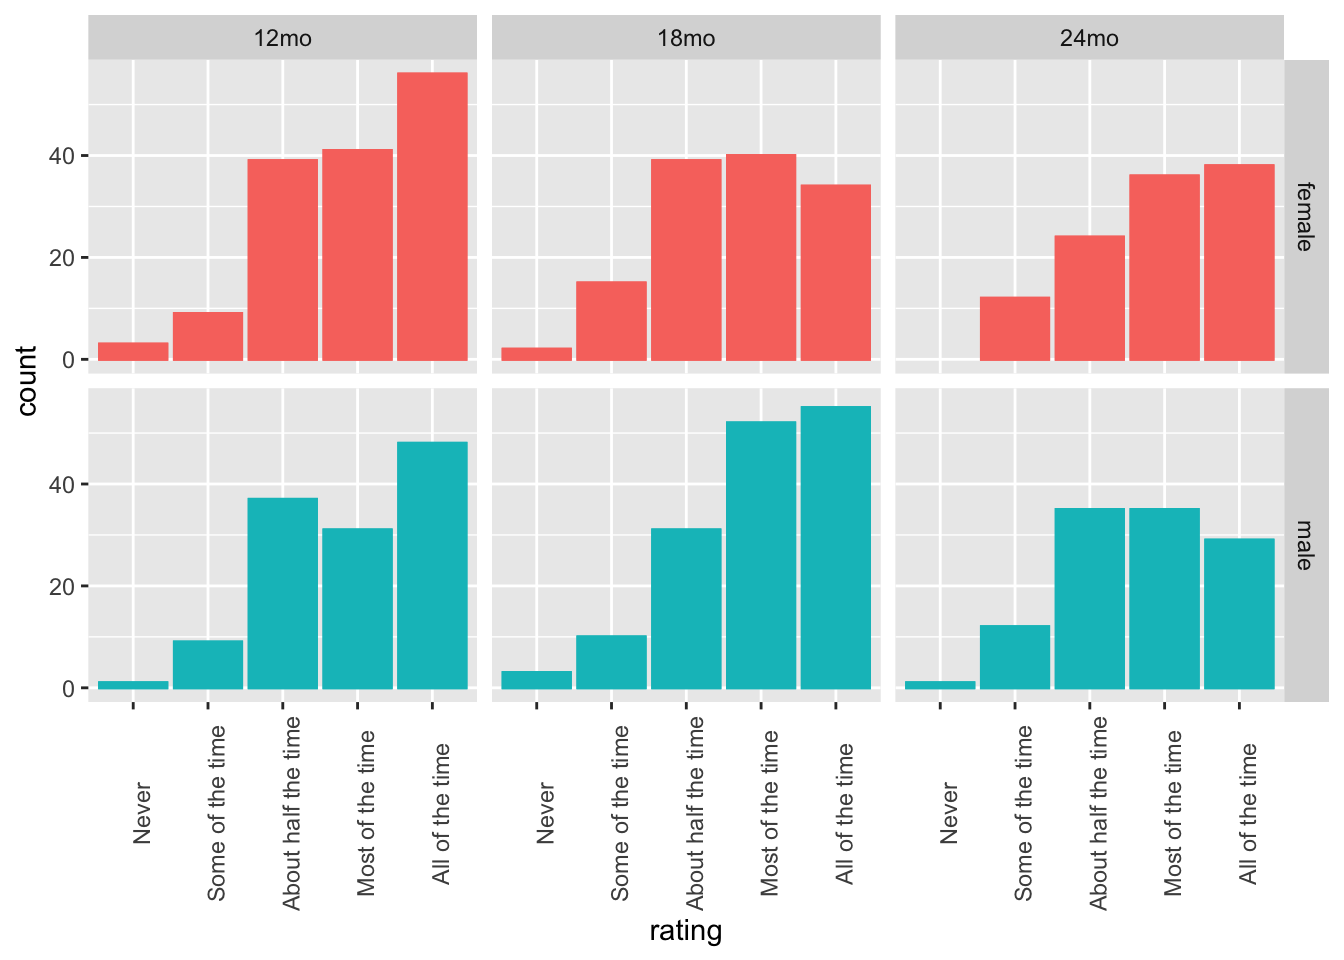 12mo
18mo
24mo
count
40
20
0
female
40
20
0
male
Never
Some of the time
About half the time
Most of the time
All of the time
Never
Some of the time
About half the time
Most of the time
All of the time
Never
Some of the time
About half the time
Most of the time
All of the time
rating